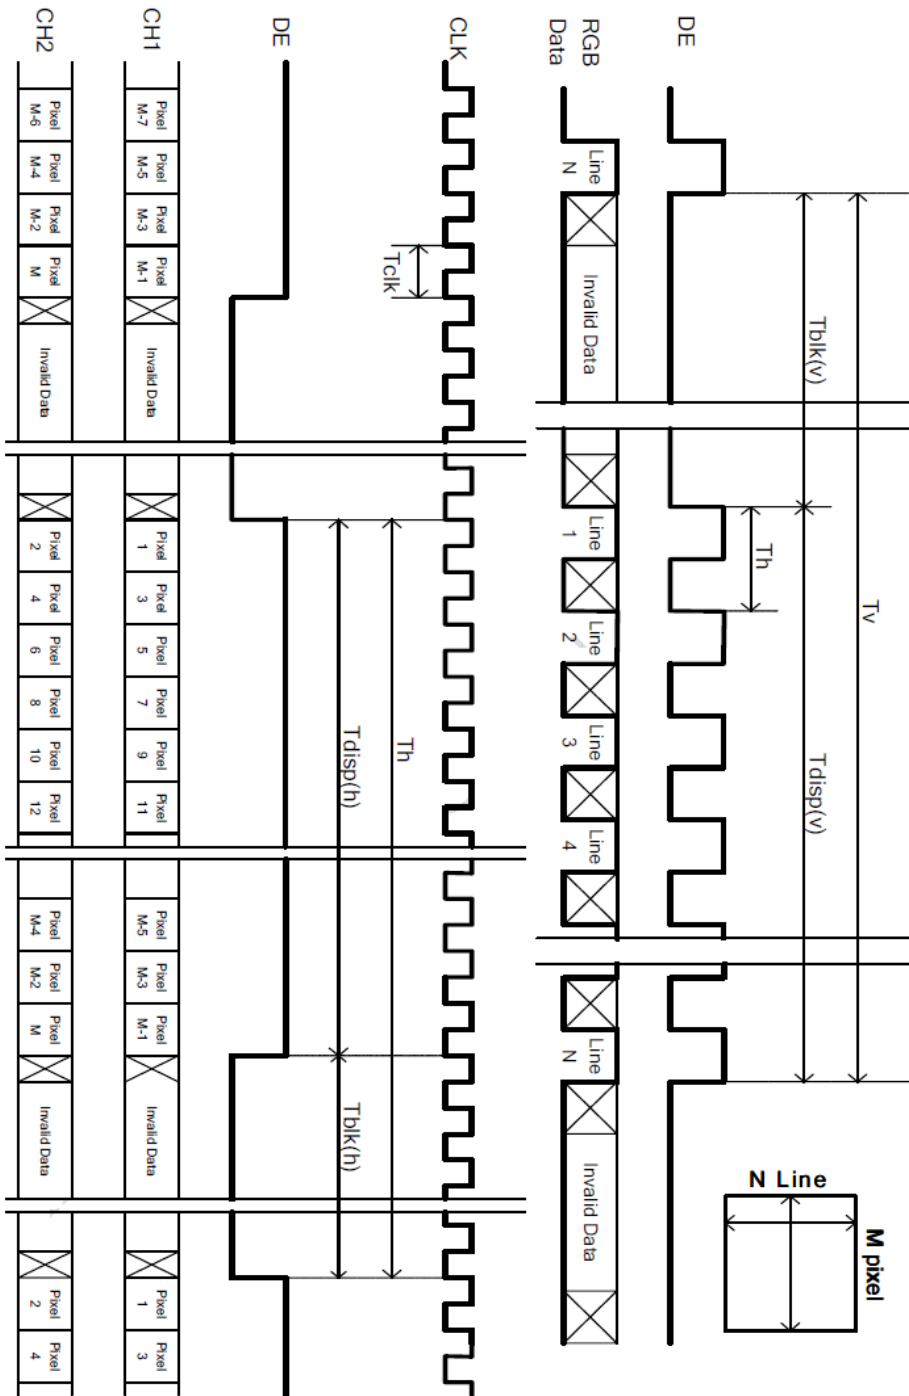 Tv
Tblk(v)
Tdisp(v)
Th
DE
RGB
Data
Line
N
Invalid Data
Line
1
Line
2
Line
3
Line
4
Line
N
Invalid Data
N Line
M pixel
CLK
Tclk
Th
Tdisp(h)
Tblk(h)
DE
CH1
Pixel
M-7
Pixel
M-5
Pixel
M-3
Pixel
M-1
Invalid Data
Pixel
1
Pixel
3
Pixel
5
Pixel
7
Pixel
9
Pixel
11
Pixel
M-5
Pixel
M-3
Pixel
M-1
Invalid Data
Pixel
1
Pixel
3
CH2
Pixel
M-6
Pixel
M-4
Pixel
M-2
Pixel
M
Invalid Data
Pixel
2
Pixel
4
Pixel
6
Pixel
8
Pixel
10
Pixel
12
Pixel
M-4
Pixel
M-2
Pixel
M
Invalid Data
Pixel
2
Pixel
4